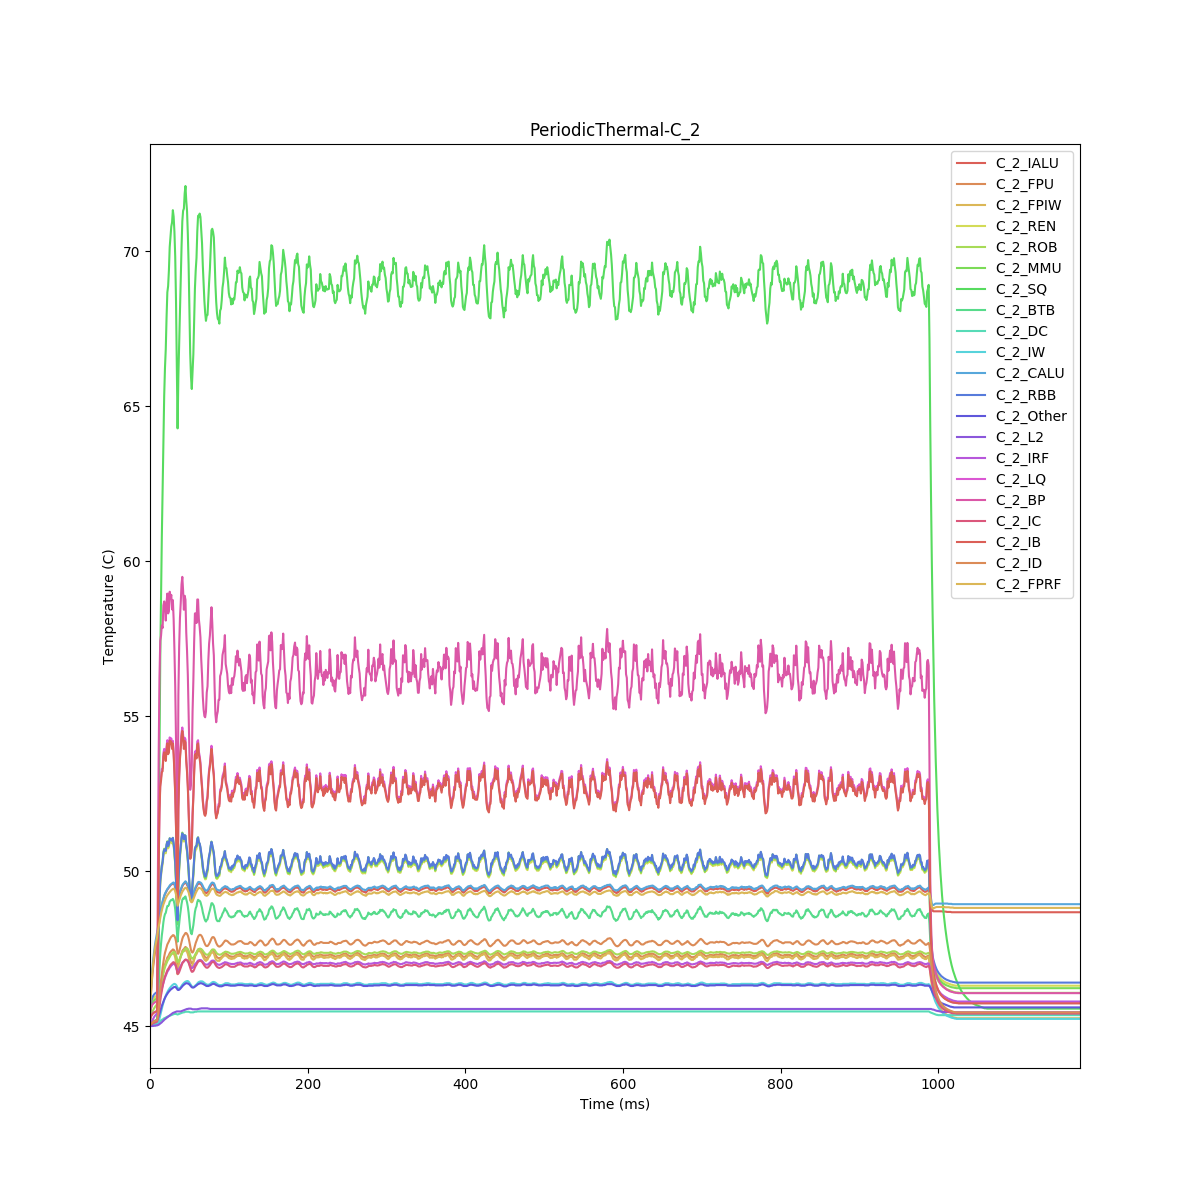 PeriodicThermal-C_2
C_2_IALU
C_2_FPU
C_2_FPIW
C_2_REN
C_2_ROB
C_2_MMU
C_2_SQ
C_2_BTB
C_2_DC
C_2_IW
C_2_CALU
C_2_RBB
C_2_Other
C_2_L2
C_2_IRF
C_2_LQ
C_2_BP
C_2_IC
C_2_IB
C_2_ID
C_2_FPRF
Temperature (C)
70
65
60
55
50
45
0 200 400 600 800 1000
Time (ms)